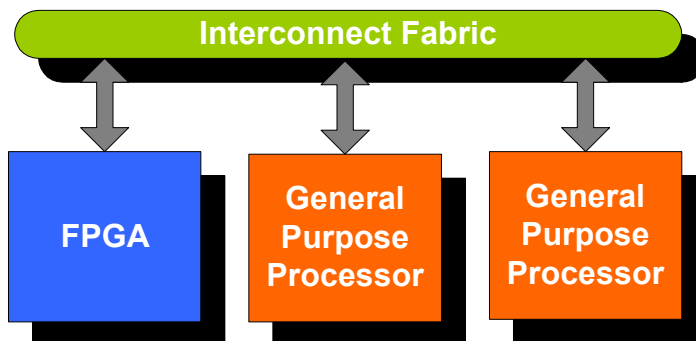 Interconnect Fabric
FPGA
General
Purpose
Processor
General
Purpose
Processor